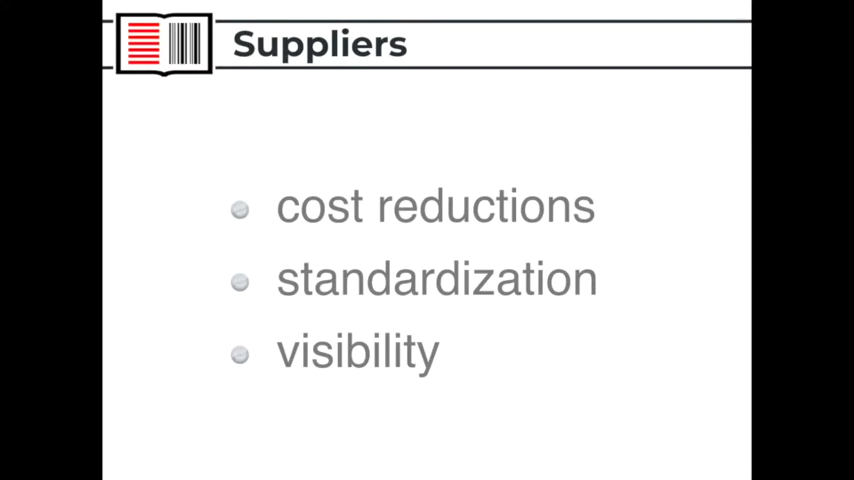 Suppliers
cost reductions
standardization
visibility